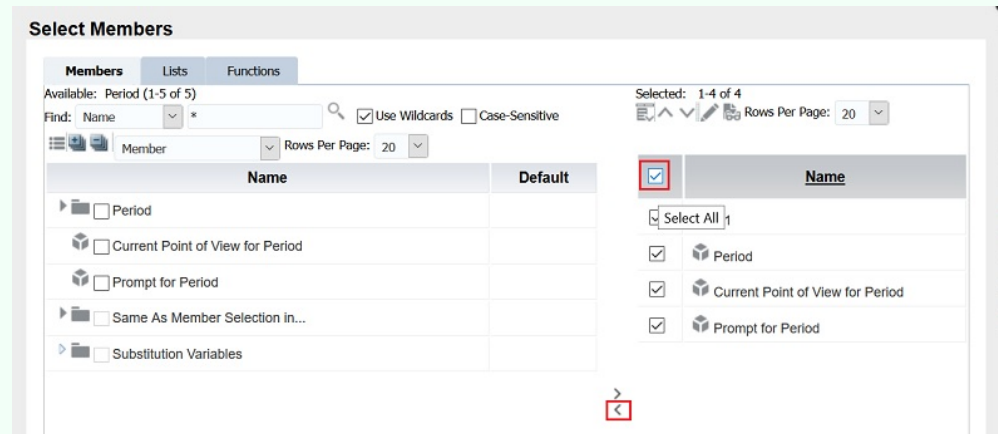 Select Members
Members Lists Functions
Available: Period (1-5 of 5)
Find: Name * Use Wildcards Case-Sensitive
Member Rows Per Page: 20
Name Default
Period
Current Point of View for Period
Prompt for Period
Same As Member Selection in...
Substitution Variables
Selected: 1-4 of 4
Rows Per Page: 20
Name
Select All 1
Period
Current Point of View for Period
Prompt for Period